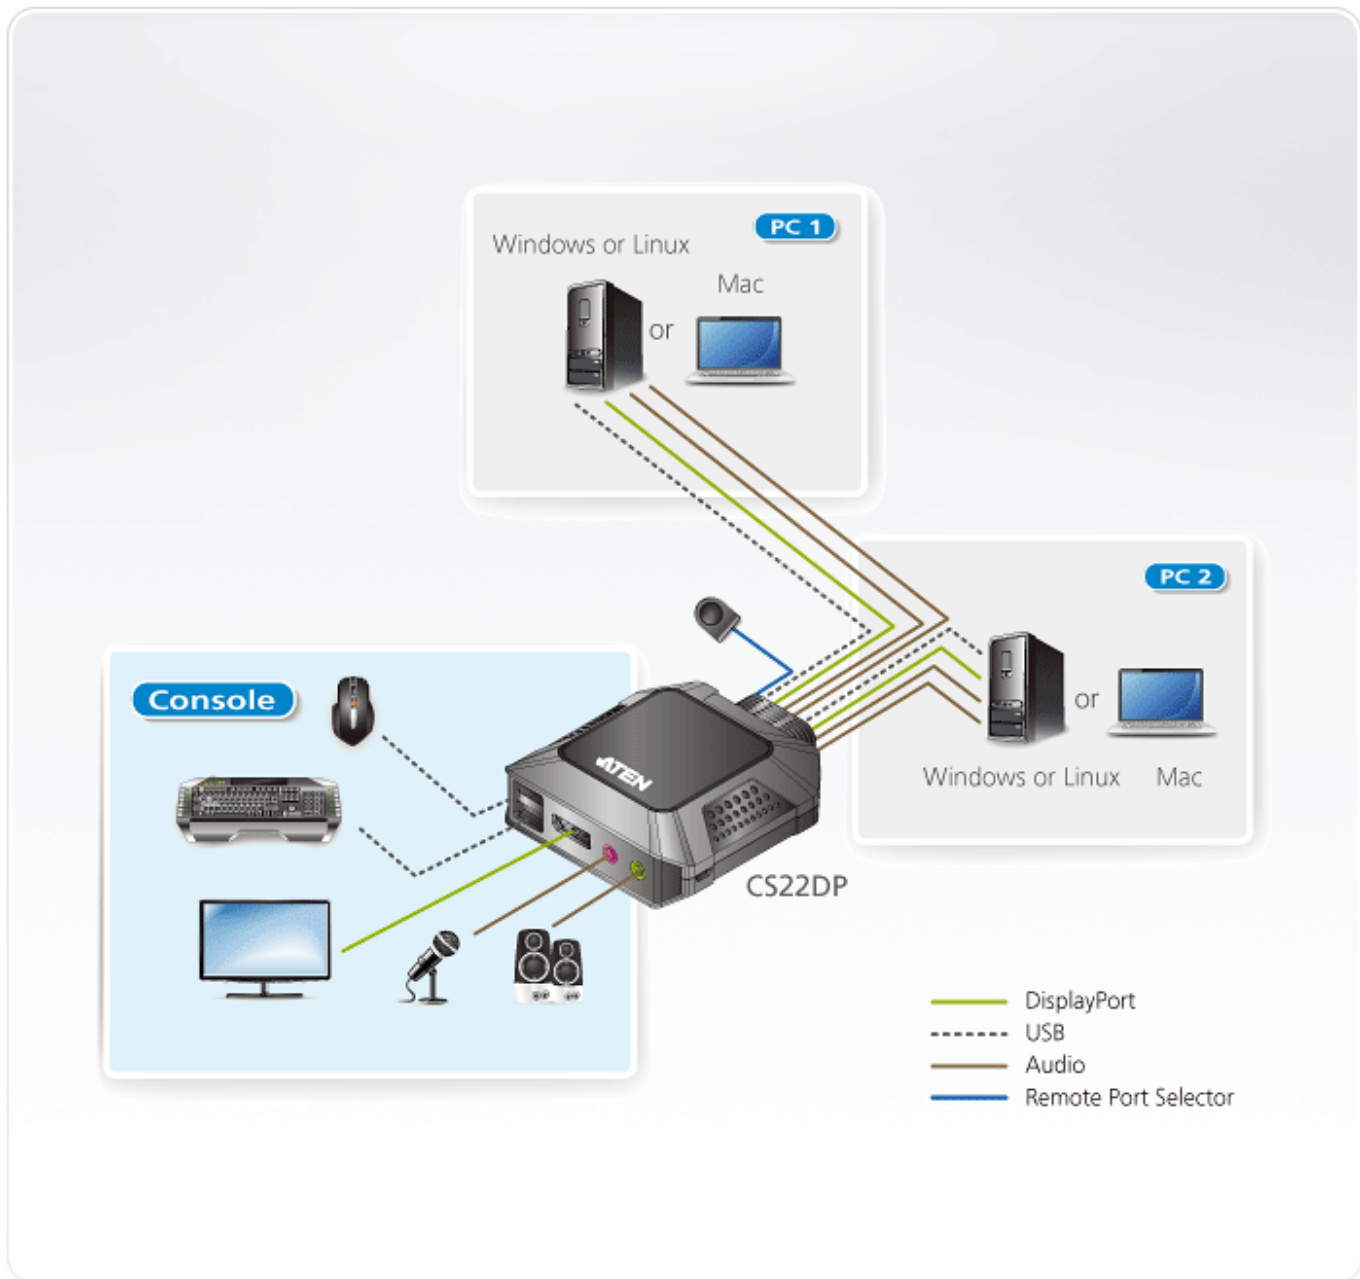 PC 1
Windows or Linux
Mac
or
PC 2
or
Windows or Linux
Mac
Console
ATEN
CS22DP
DisplayPort
USB
Audio
Remote Port Selector